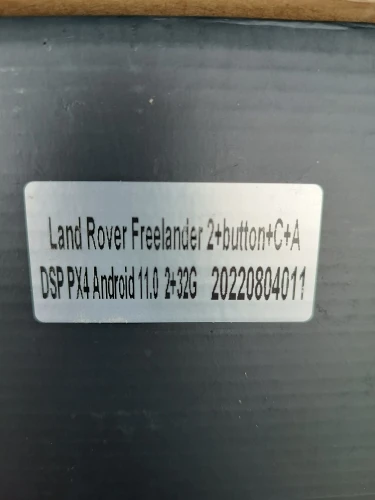 Land Rover Freelander 2+button+C+A
DSP PX4 Android 11.0 2+32G 20220804011